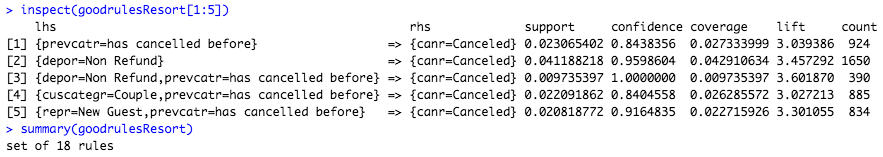 > inspect(goodrulesResort[1:5])
lhs rhs support confidence coverage lift count
[1] {prevcatr=has cancelled before} => {canr=Canceled} 0.023065402 0.8438356 0.027333999 3.039386 924
[2] {depor=Non Refund} => {canr=Canceled} 0.041188218 0.9598604 0.042910634 3.457292 1650
[3] {depor=Non Refund,prevcatr=has cancelled before} => {canr=Canceled} 0.009735397 1.0000000 0.009735397 3.601870 390
[4] {cuscategr=Couple,prevcatr=has cancelled before} => {canr=Canceled} 0.022091862 0.8404558 0.026285572 3.027213 885
[5] {repr=New Guest,prevcatr=has cancelled before} => {canr=Canceled} 0.020818772 0.9164835 0.022715926 3.301055 834
> summary(goodrulesResort)
set of 18 rules